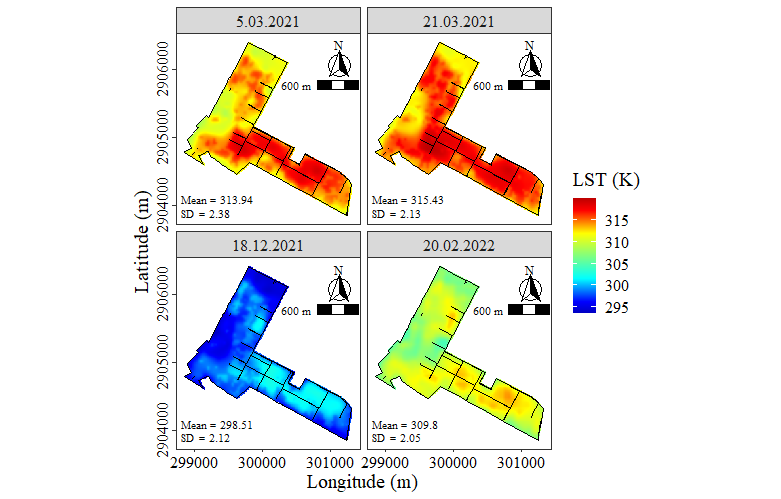 5.03.2021
21.03.2021
N
600 m
N
600 m
2906000
2905000
2904000
Mean = 313.94
SD = 2.38
Mean = 315.43
SD = 2.13
Latitude (m)
LST (K)
315
310
305
300
295
18.12.2021
20.02.2022
N
600 m
N
600 m
2906000
2905000
2904000
Mean = 298.51
SD = 2.12
Mean = 309.8
SD = 2.05
299000
300000
301000
299000
300000
301000
Longitude (m)